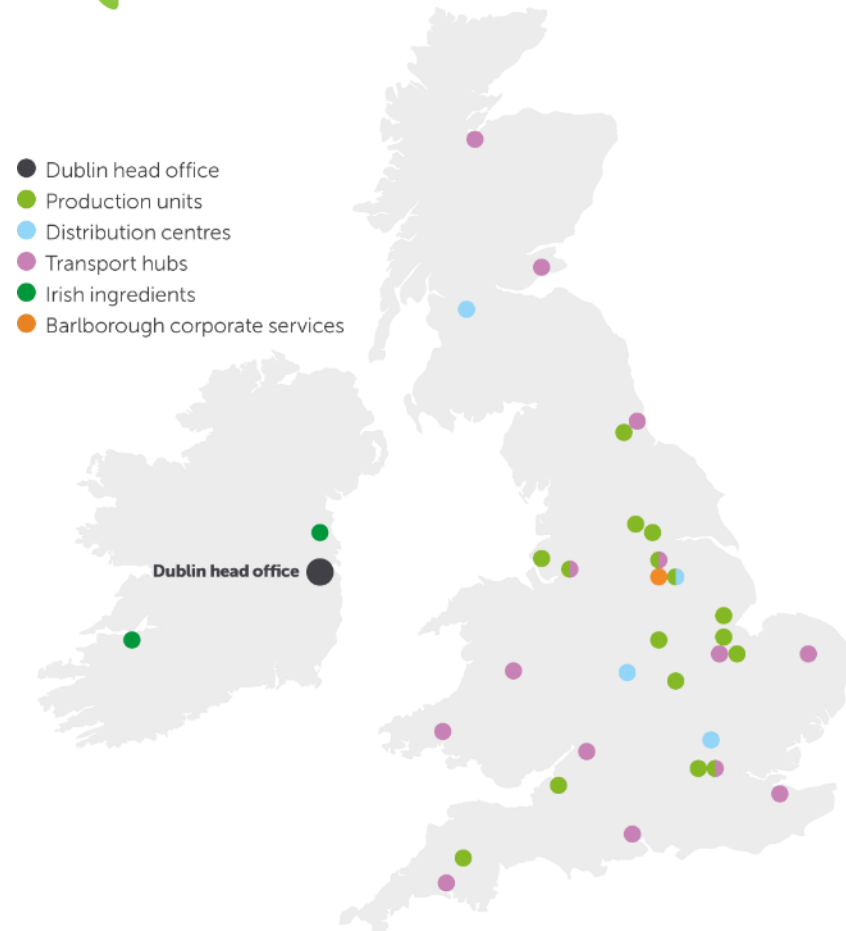 Dublin head office
Production units
Distribution centres
Transport hubs
Irish ingredients
Barlborough corporate services
Dublin head office